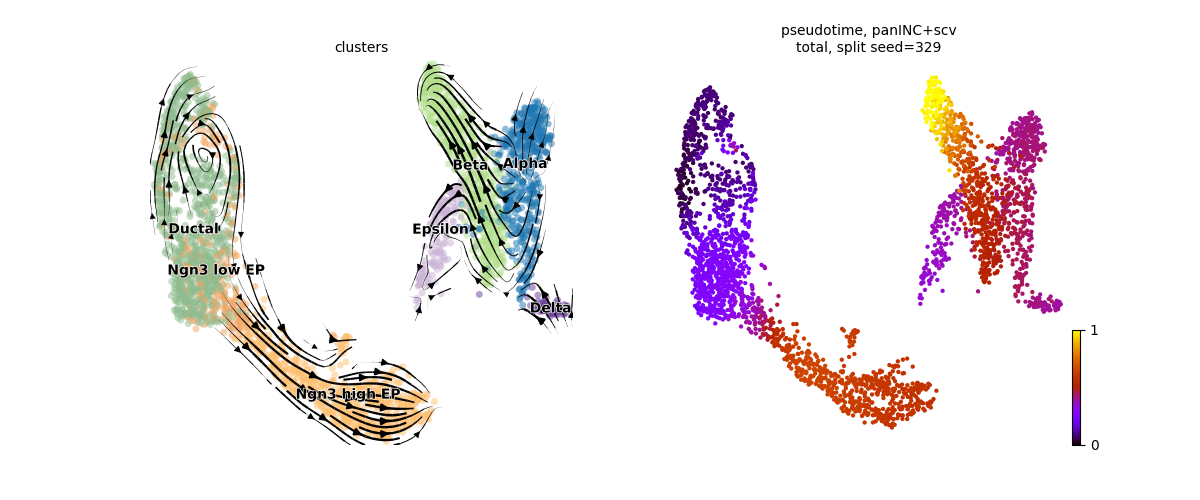 clusters
Beta
Alpha
Ductal
Epsilon
Ngn3 low EP
Delta
Ngn3 high EP
pseudotime, panINC+scv
total, split seed=329
1
0